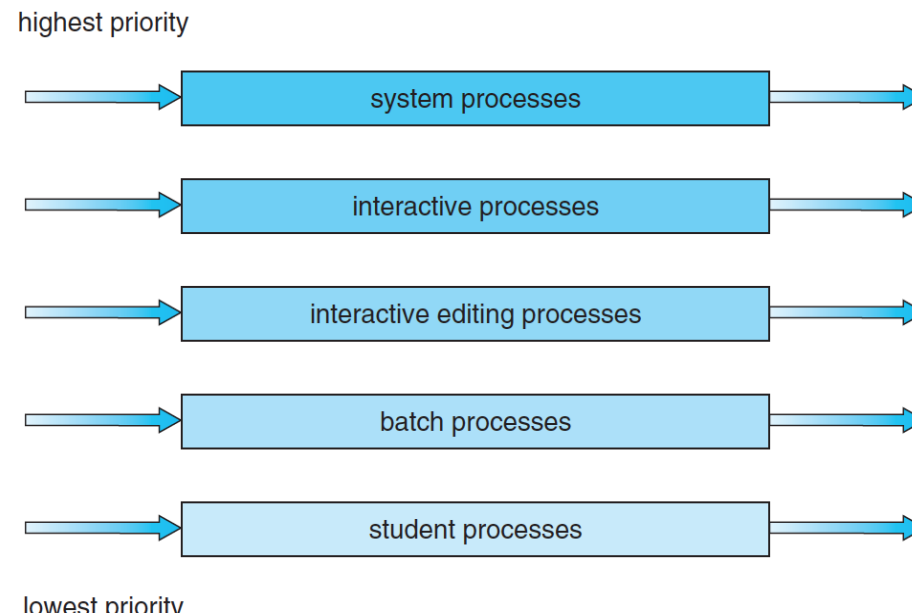 highest priority
system processes
interactive processes
interactive editing processes
batch processes
student processes
lowest priority